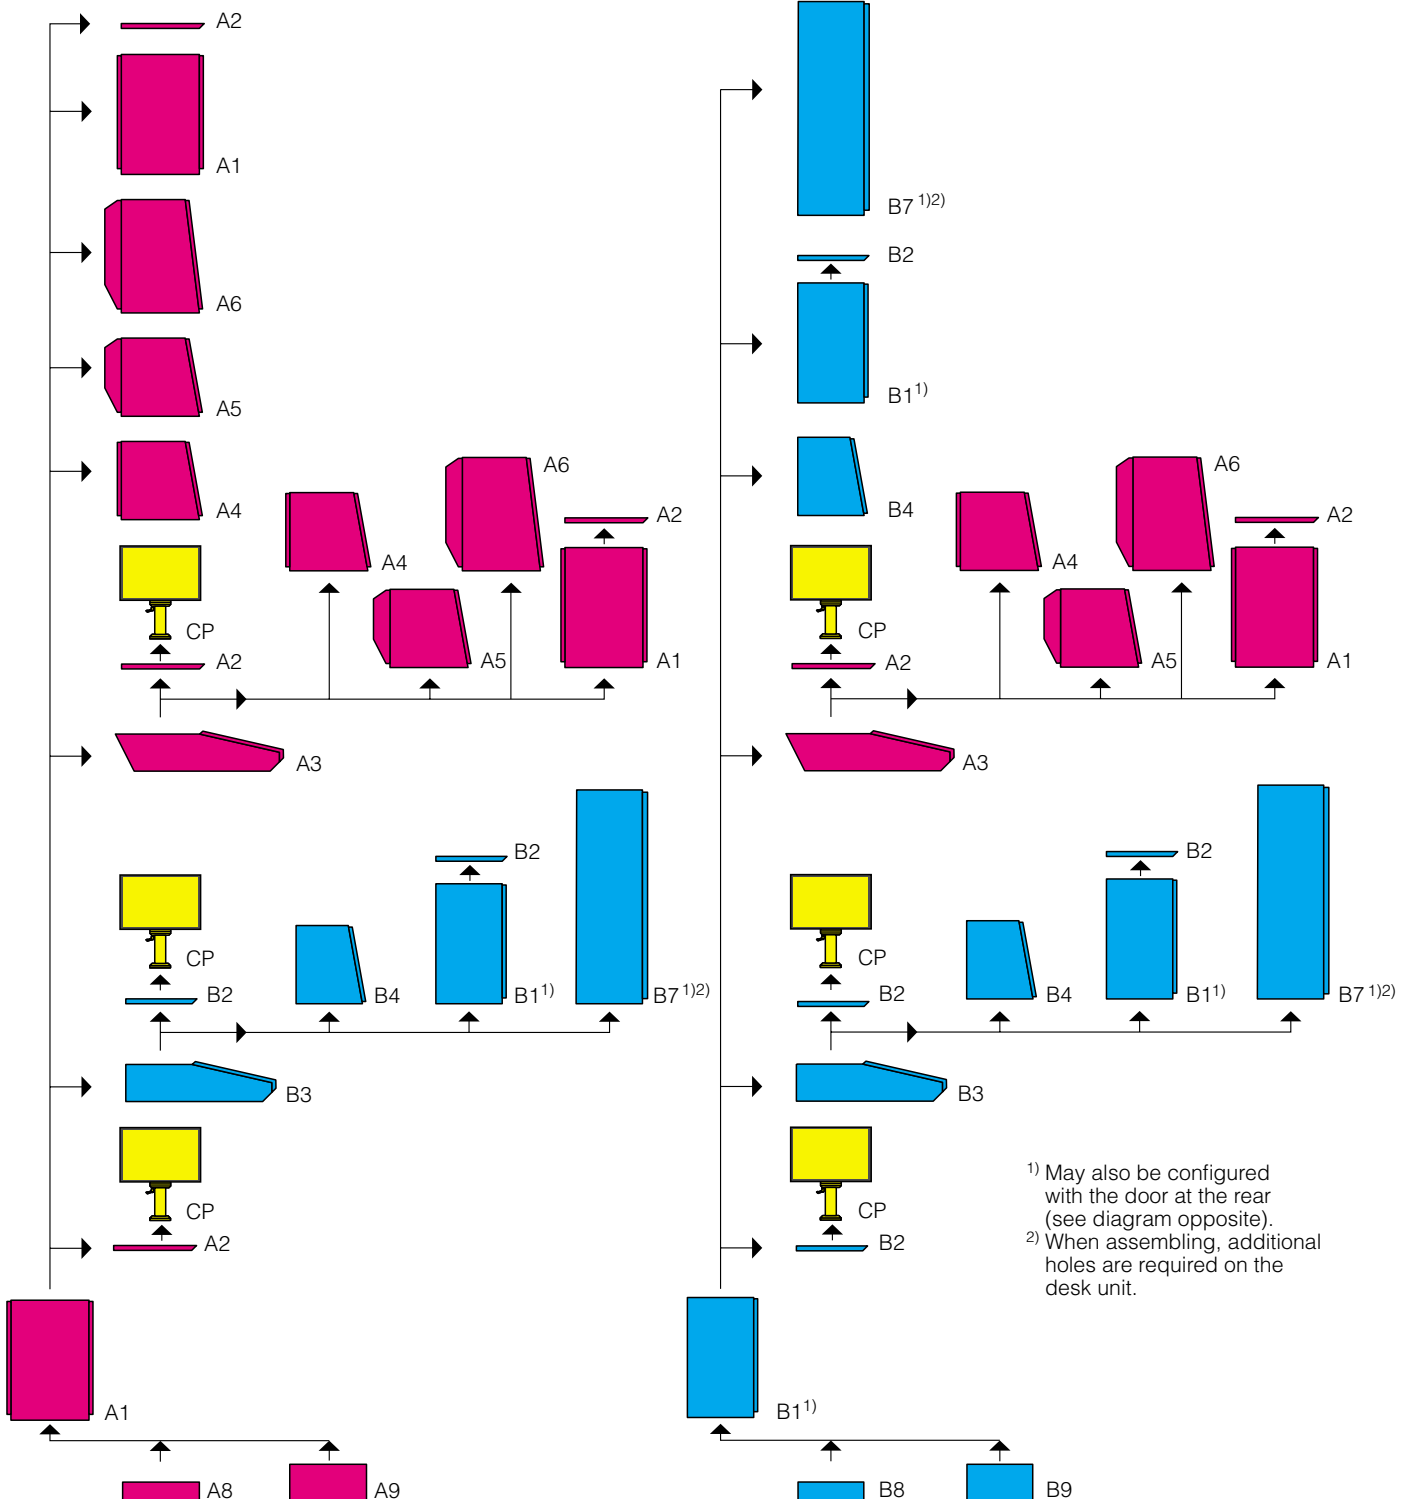 A2
A1
A6
A5
A4
CP
A2
A4
A5
A6
A2
A1
A3
CP
B2
B4
B2
B1 1)
B7 1)2)
B3
CP
A2
A1
A8
A9
B7 1)2)
B2
B1 1)
B4
CP
A2
A4
A5
A6
A2
A1
A3
CP
B2
B4
B2
B1 1)
B7 1)2)
B3
CP
B2
1) May also be configured
with the door at the rear
(see diagram opposite).
2) When assembling, additional
holes are required on the
desk unit.
B1 1)
B8
B9